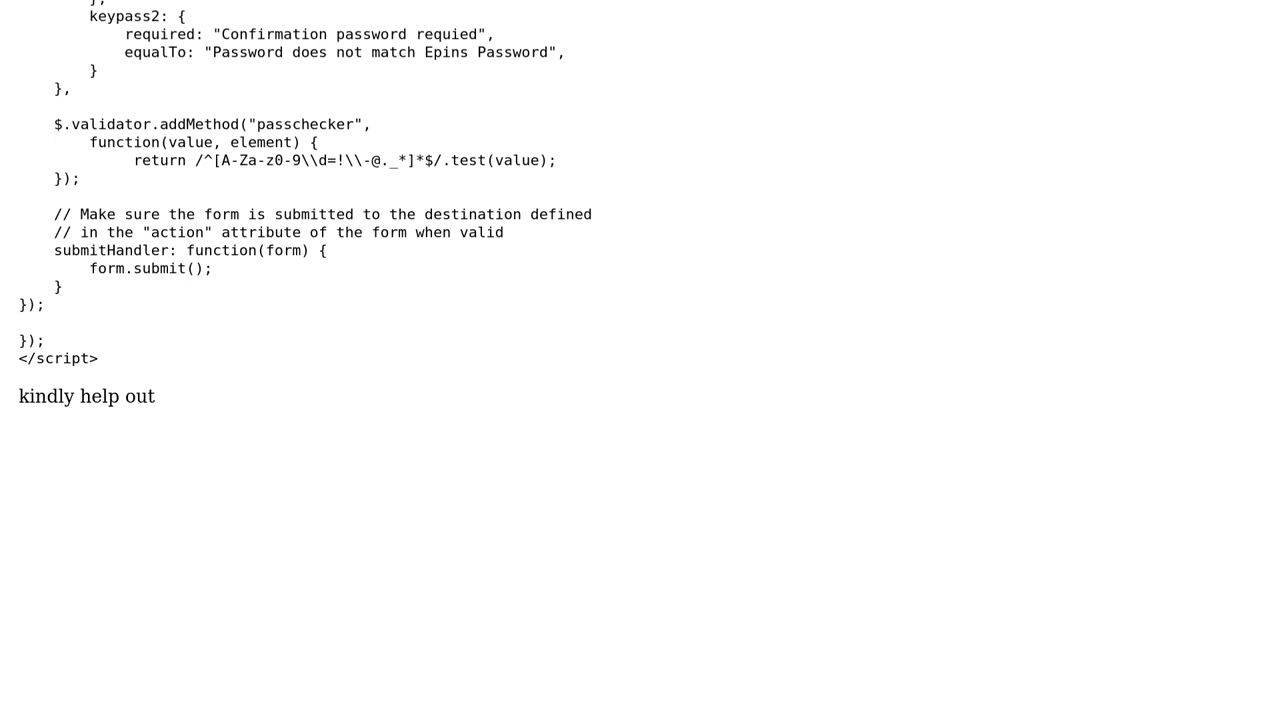 },
keypass2: {
required: "Confirmation password requied",
equalTo: "Password does not match Epins Password",
}
},
$.validator.addMethod("passchecker",
function(value, element) {
return /^[A-Za-z0-9\\d=!\\-@._*]*$/.test(value);
});
// Make sure the form is submitted to the destination defined
// in the "action" attribute of the form when valid
submitHandler: function(form) {
form.submit();
}
});
});
</script>
kindly help out